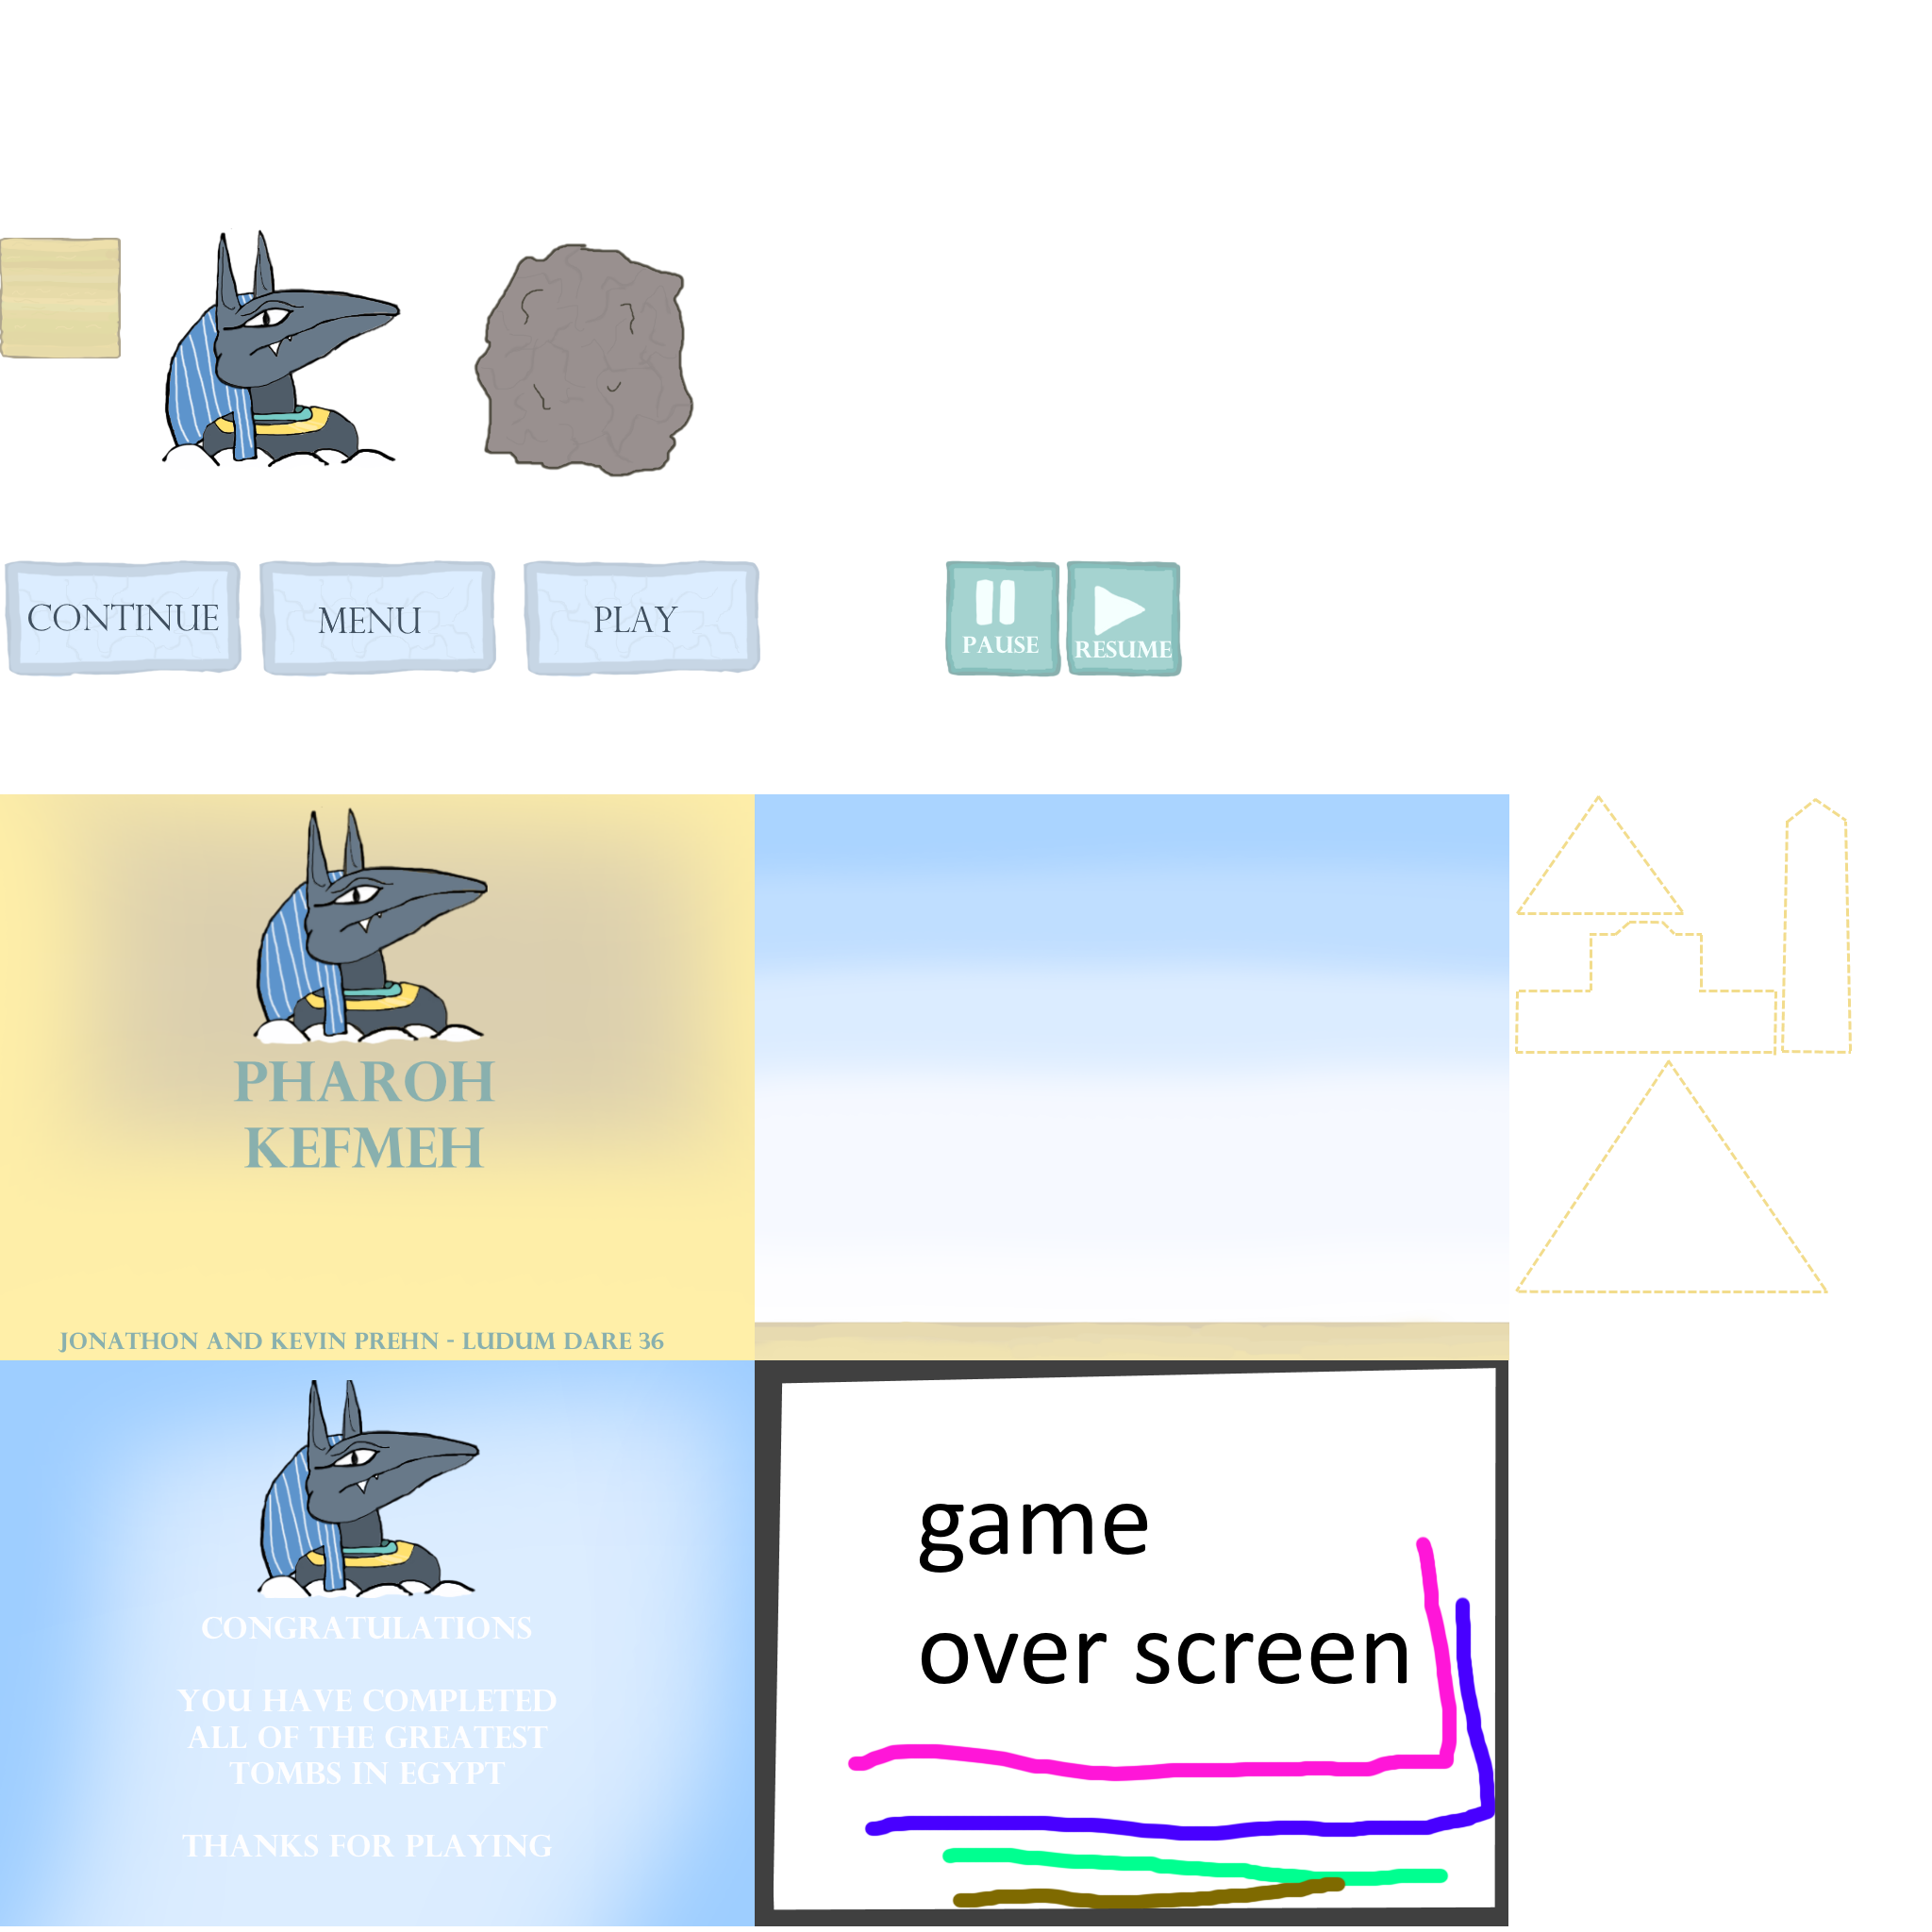 CONTINUE
MENU
PLAY
PAUSE
RESUME
PHAROH
KEFMEH
JONATHON AND KEVIN PREHN - LUDUM DARE 36
CONGRATULATIONS
YOU HAVE COMPLETED
ALL OF THE GREATEST
TOMBS IN EGYPT
THANKS FOR PLAYING
game
over screen